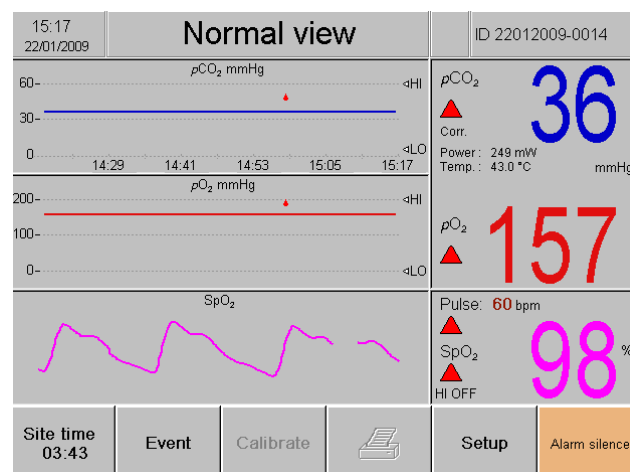 15:17
22/01/2009
Normal view
ID 22012009-0014
pCO₂ mmHg
60
30
0
HI
LO
14:29 14:41 14:53 15:05 15:17
pO₂ mmHg
200
100
0
HI
LO
SpO₂
pCO₂
36
Corr.
Power: 249 mW
Temp.: 43.0 °C mmHg
pO₂
157
Pulse: 60 bpm
SpO₂
98 %
HI OFF
Site time
03:43
Event
Calibrate
Setup
Alarm silence